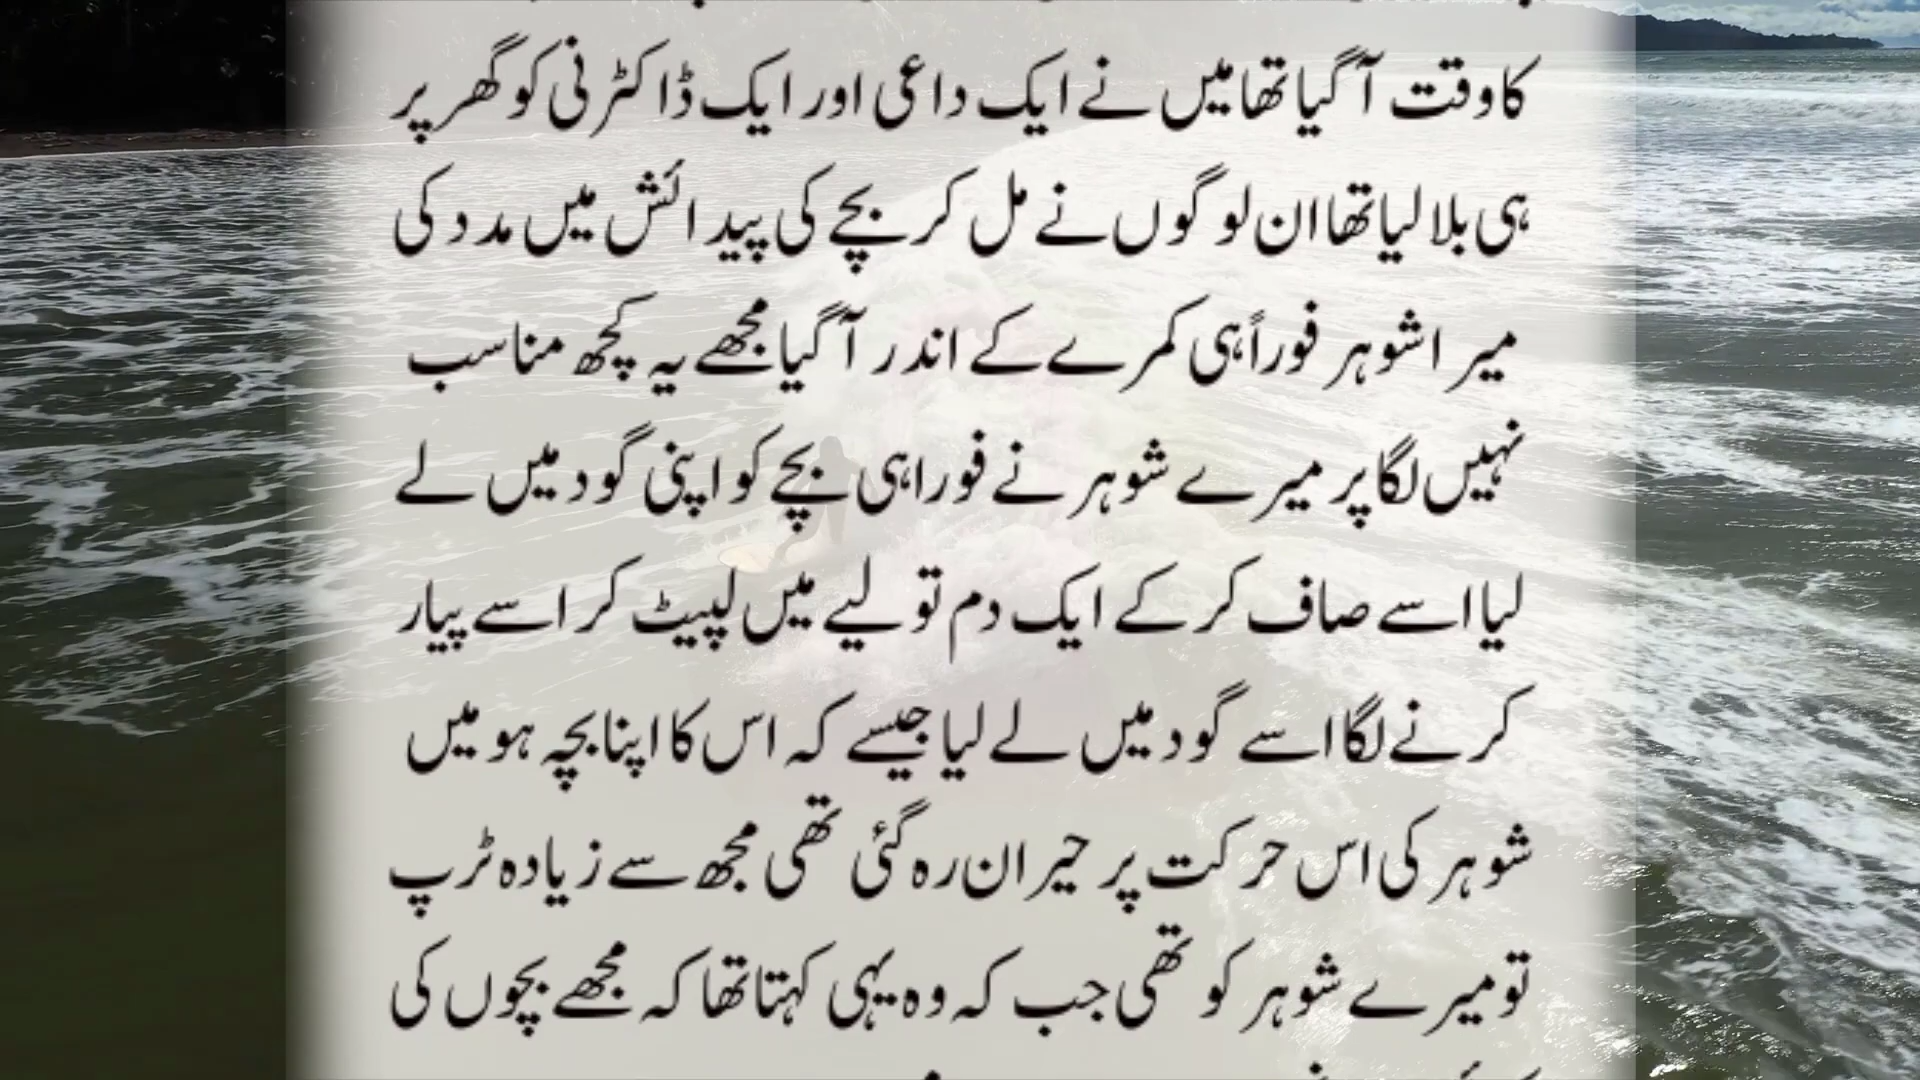 کا وقت آگیا تھا میں نے ایک داعی اور ایک ڈاکٹرنی کو گھر پر
ہی بلا لیا تھا ان لوگوں نے مل کر بچے کی پیدائش میں مدد کی
میرا شوہر فوراً ہی کمرے کے اندر آگیا مجھے یہ کچھ مناسب
نہیں لگا پر میرے شوہر نے فورا ہی بچے کو اپنی گود میں لے
لیا اسے صاف کر کے ایک دم تولیے میں لپیٹ کر اسے پیار
کرنے لگا اسے گود میں لے لیا جیسے کہ اس کا اپنا بچہ ہو میں
شوہر کی اس حرکت پر حیران رہ گئی تھی مجھ سے زیادہ ٹرپ
تو میرے شوہر کو تھی جب کہ وہ یہی کہتا تھا کہ مجھے بچوں کی